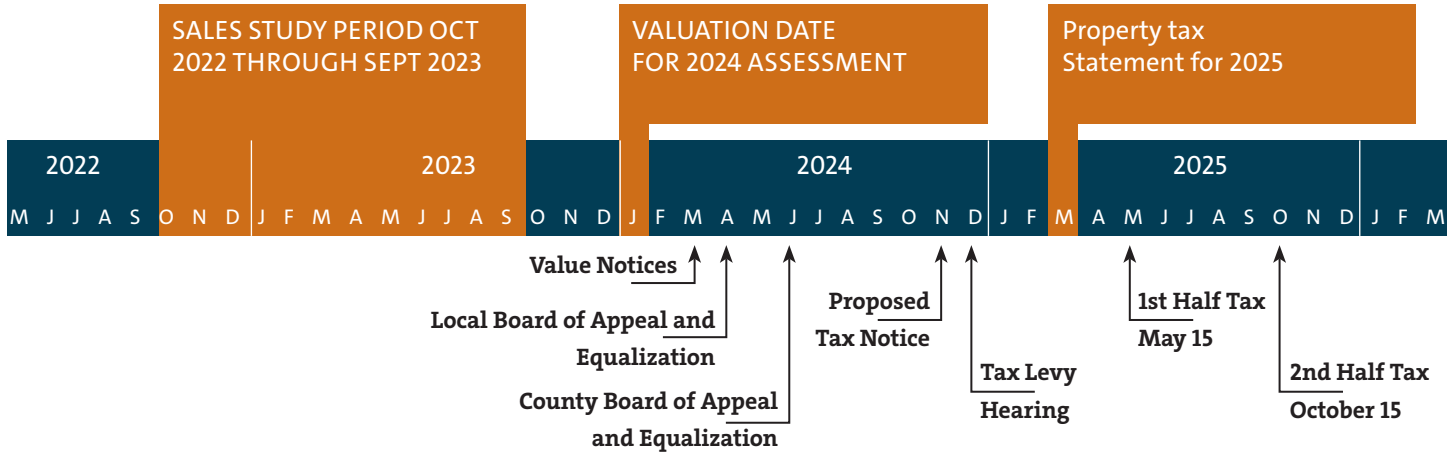 SALES STUDY PERIOD OCT
2022 THROUGH SEPT 2023
VALUATION DATE
FOR 2024 ASSESSMENT
Property tax
Statement for 2025
2022 2023 2024 2025
M J J A S O N D J F M A M J J A S O N D J F M A M J J A S O N D J F M A M J J A S O N D J F M
Value Notices
Local Board of Appeal and
Equalization
County Board of Appeal
and Equalization
Proposed
Tax Notice
Tax Levy
Hearing
1st Half Tax
May 15
2nd Half Tax
October 15